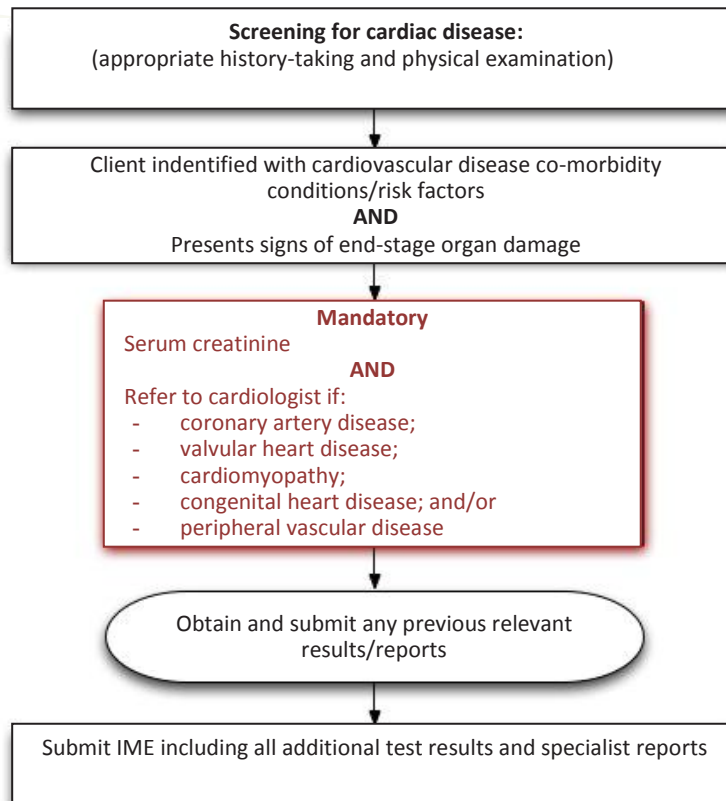 Screening for cardiac disease:
(appropriate history-taking and physical examination)
Client indentified with cardiovascular disease co-morbidity
conditions/risk factors
AND
Presents signs of end-stage organ damage
Mandatory
Serum creatinine
AND
Refer to cardiologist if:
- coronary artery disease;
- valvular heart disease;
- cardiomyopathy;
- congenital heart disease; and/or
- peripheral vascular disease
Obtain and submit any previous relevant
results/reports
Submit IME including all additional test results and specialist reports